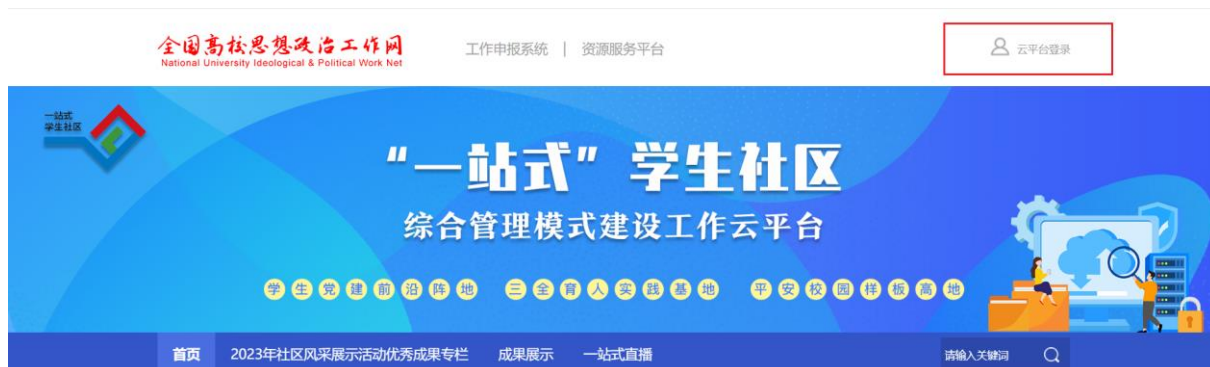 全国高校思想政治工作网
National University Ideological & Political Work Net
工作申报系统 | 资源服务平台
云平台登录
一站式
学生社区
“一站式”学生社区
综合管理模式建设工作云平台
学生党建前沿阵地 三全育人实践基地 平安校园样板高地
首页 2023年社区风采展示活动优秀成果专栏 成果展示 一站式直播 请输入关键词